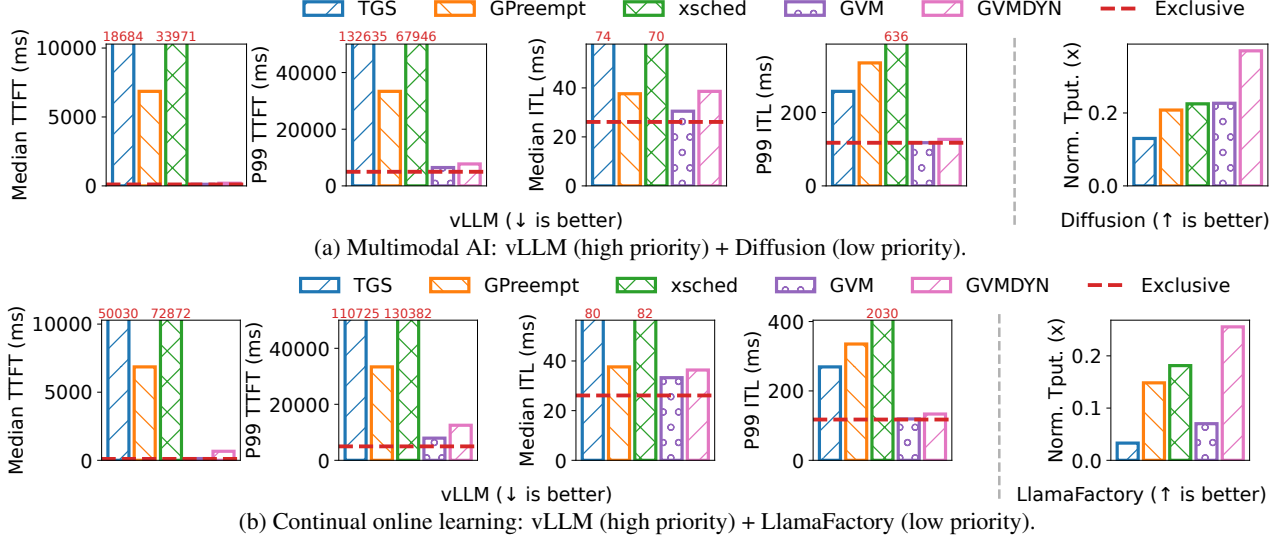 TGS GPreempt xsched GVM GVMDYN Exclusive
18684 33971
10000
5000
0
Median TTFT (ms)
132635 67946
40000
20000
0
P99 TTFT (ms)
74 70
40
20
0
Median ITL (ms)
636
200
0
P99 ITL (ms)
0.2
0.0
Norm. Tput. (x)
vLLM (↓ is better)
Diffusion (↑ is better)
(a) Multimodal AI: vLLM (high priority) + Diffusion (low priority).
TGS GPreempt xsched GVM GVMDYN Exclusive
50030 72872
10000
5000
0
Median TTFT (ms)
110725 130382
40000
20000
0
P99 TTFT (ms)
80 82
60
40
20
0
Median ITL (ms)
2030
400
200
0
P99 ITL (ms)
0.2
0.1
0.0
Norm. Tput. (x)
vLLM (↓ is better)
LlamaFactory (↑ is better)
(b) Continual online learning: vLLM (high priority) + LlamaFactory (low priority).